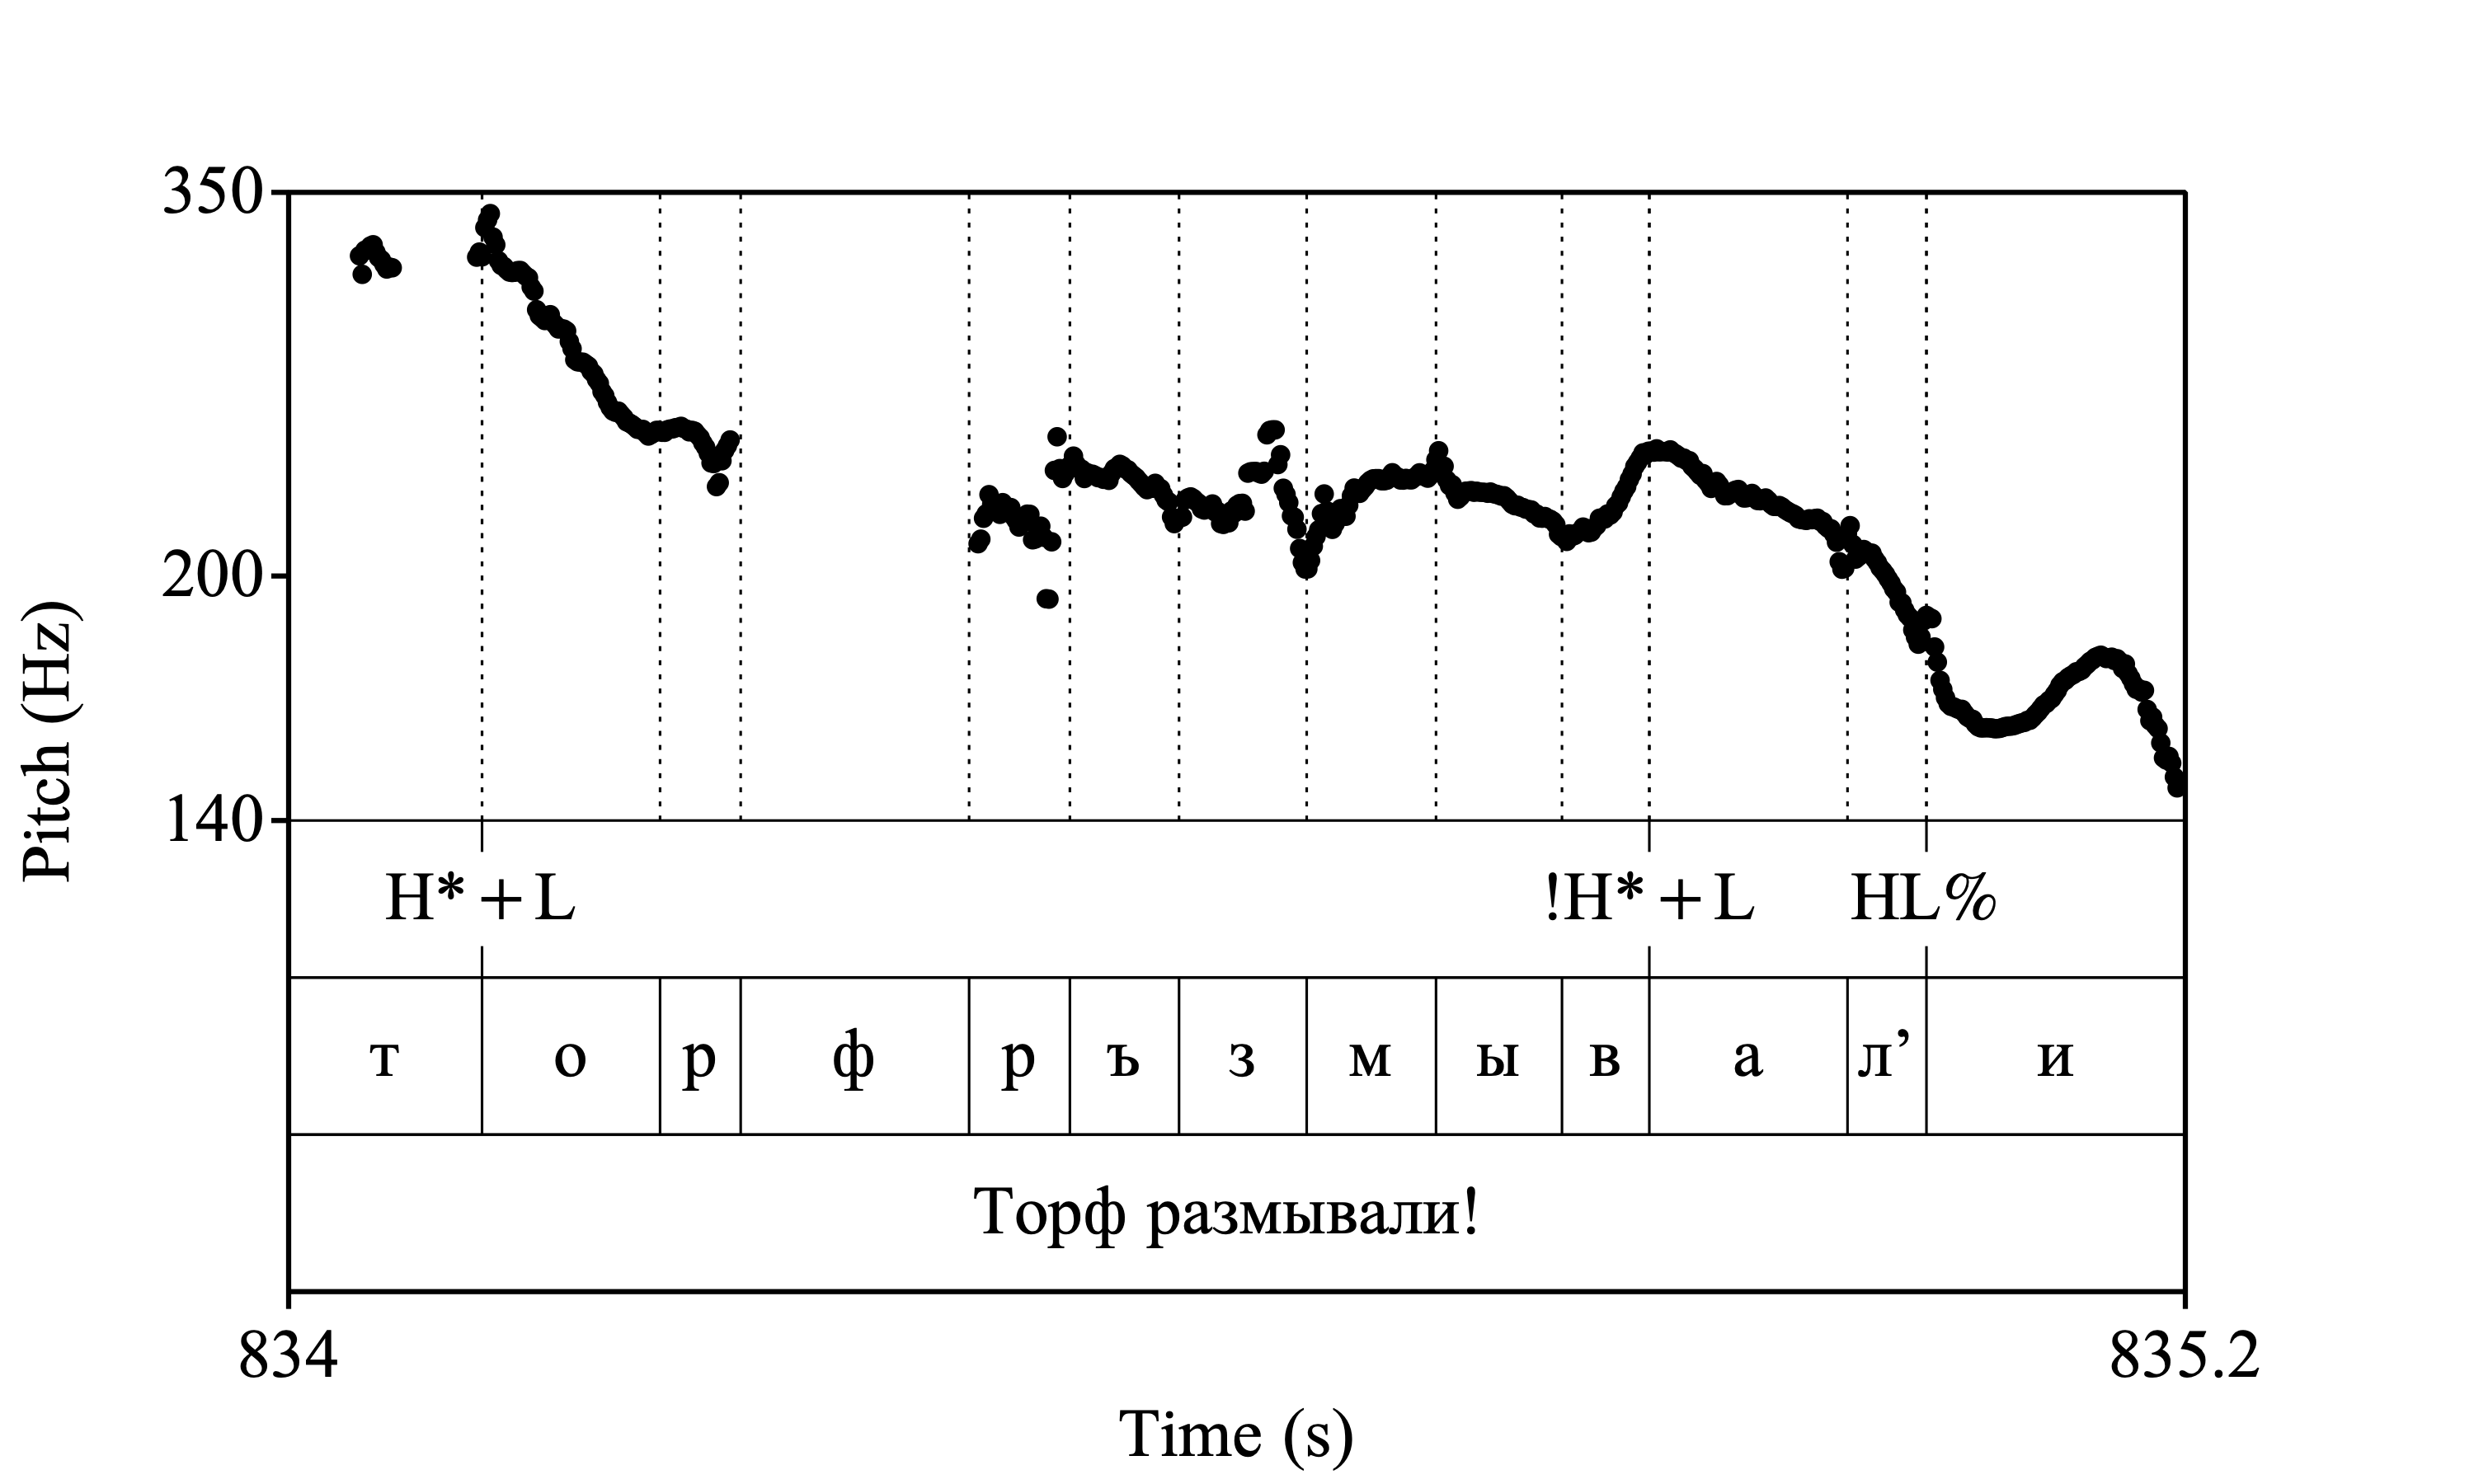 350
200
140
Pitch (Hz)
H*+L !H*+L HL%
т о р ф р ъ з м ы в а л’ и
Торф размывали!
834 835.2
Time (s)